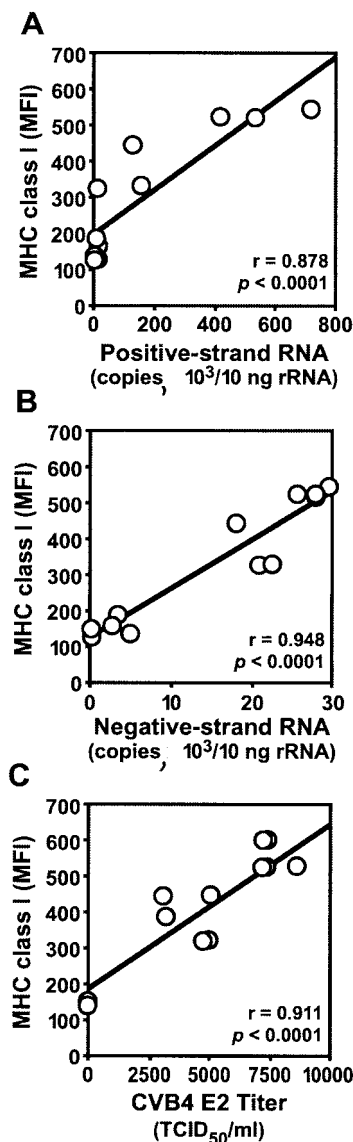 A
700
600
500
400
300
200
100
0
MHC class I (MFI)
r = 0.878
p < 0.0001
0 200 400 600 800
Positive-strand RNA
(copies, 10³/10 ng rRNA)
B
700
600
500
400
300
200
100
0
MHC class I (MFI)
r = 0.948
p < 0.0001
0 10 20 30
Negative-strand RNA
(copies, 10³/10 ng rRNA)
C
700
600
500
400
300
200
100
0
MHC class I (MFI)
r = 0.911
p < 0.0001
0 2500 5000 7500 10000
CVB4 E2 Titer
(TCID₅₀/ml)